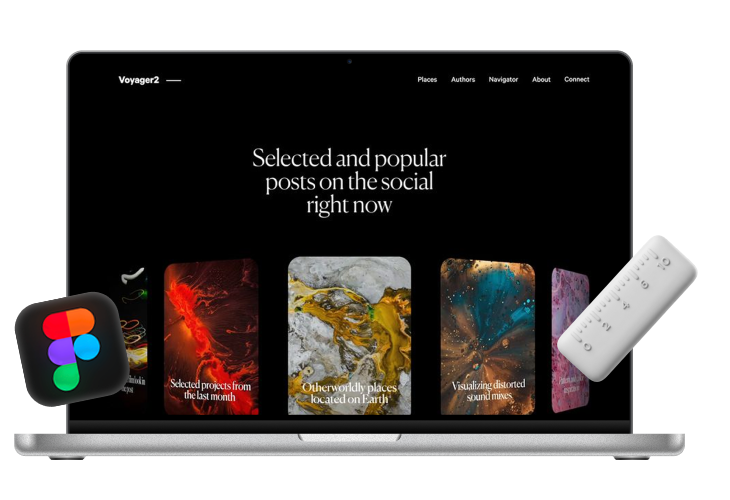 Voyager2
Places Authors Navigator About Connect
Selected and popular
posts on the social
right now
Selected projects from
the last month
Otherworldly places
located on Earth
Visualizing distorted
sound mixes